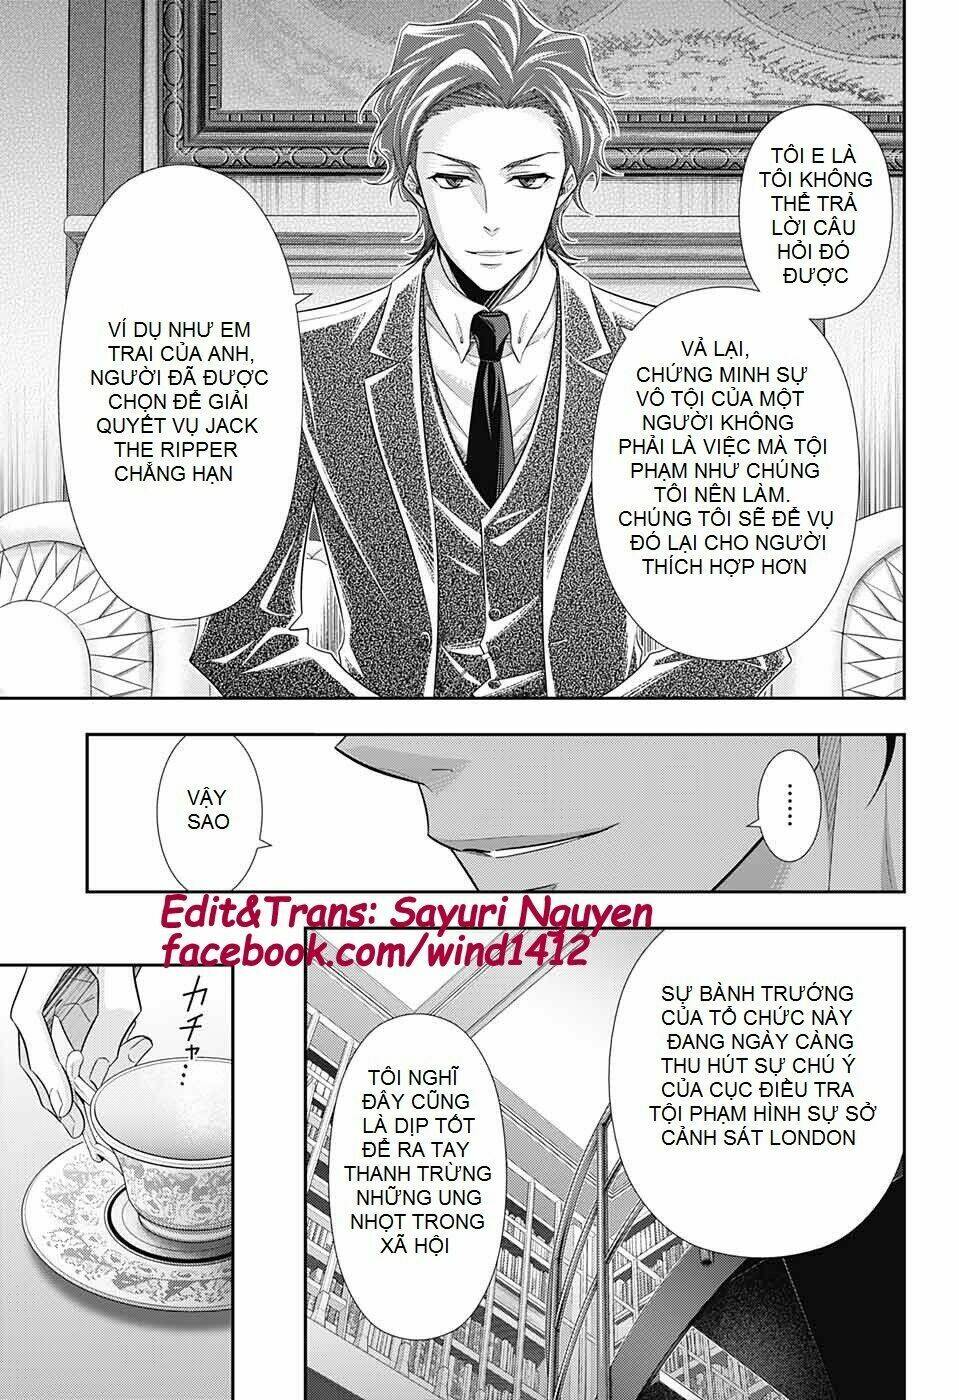 TÔI E LÀ
TÔI KHÔNG
THỂ TRẢ
LỜI CÂU
HỎI ĐÓ
ĐƯỢC
VẢ LẠI,
CHỨNG MINH SỰ
VÔ TỘI CỦA MỘT
NGƯỜI KHÔNG
PHẢI LÀ VIỆC MÀ TỘI
PHẠM NHƯ CHÚNG
TÔI NÊN LÀM.
CHÚNG TÔI SẼ ĐỂ VỤ
ĐÓ LẠI CHO NGƯỜI
THÍCH HỢP HƠN
VÍ DỤ NHƯ EM
TRAI CỦA ANH,
NGƯỜI ĐÃ ĐƯỢC
CHỌN ĐỂ GIẢI
QUYẾT VỤ JACK
THE RIPPER
CHẲNG HẠN
......
VẬY
SAO
Edit&Trans: Sayuri Nguyen
facebook.com/wind1412
SỰ BÀNH TRƯỚNG
CỦA TỔ CHỨC NÀY
ĐANG NGÀY CÀNG
THU HÚT SỰ CHÚ Ý
CỦA CỤC ĐIỀU TRA
TỘI PHẠM HÌNH SỰ SỞ
CẢNH SÁT LONDON
TÔI NGHĨ
ĐÂY CŨNG
LÀ DỊP TỐT
ĐỂ RA TAY
THANH TRỪNG
NHỮNG UNG
NHỌT TRONG
XÃ HỘI
カチャ…